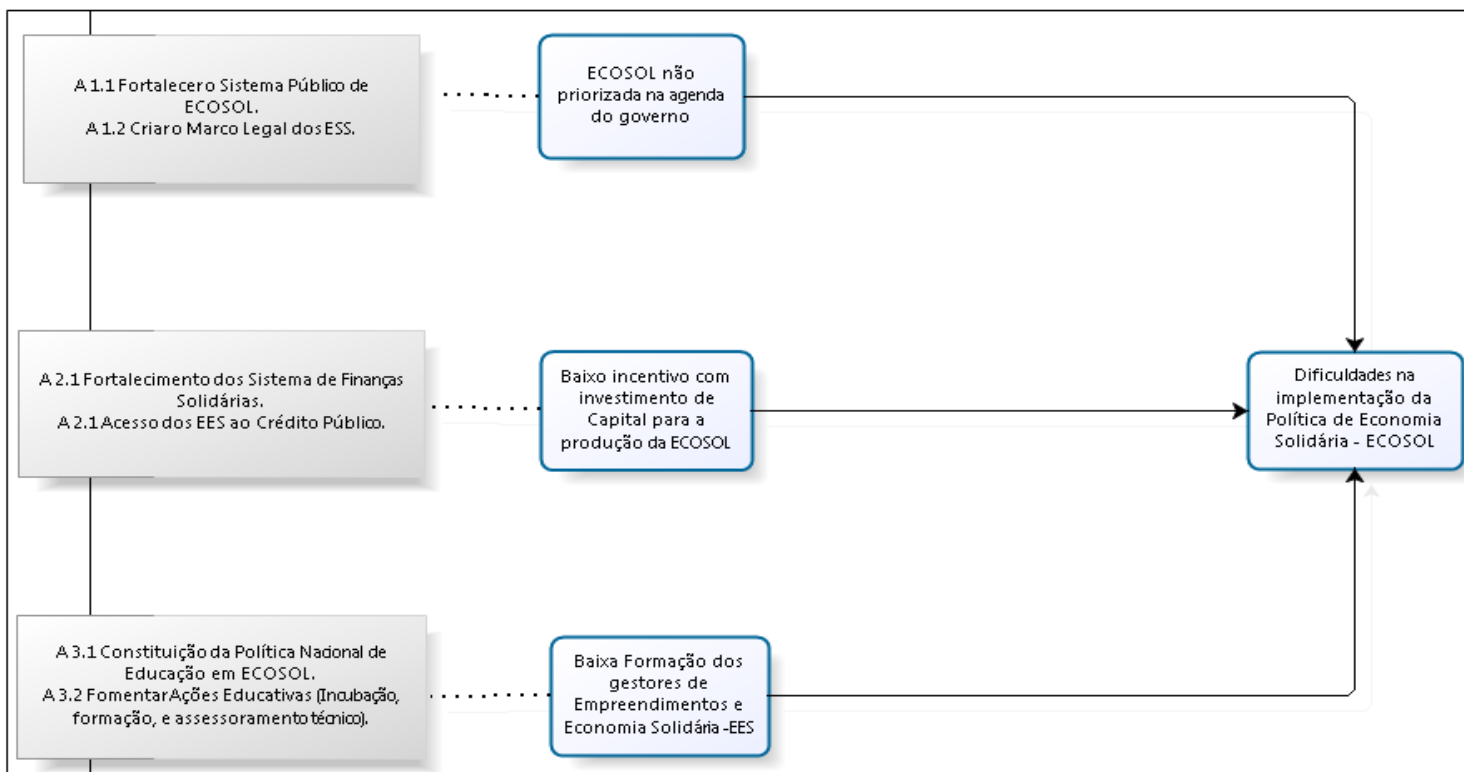 A 1.1 Fortalecer o Sistema Público de
ECOSOL.
A 1.2 Criar o Marco Legal dos ESS.
ECOSOL não
priorizada na agenda
do governo
A 2.1 Fortalecimento dos Sistema de Finanças
Solidárias.
A 2.1 Acesso dos EES ao Crédito Público.
Baixo incentivo com
investimento de
Capital para a
produção da ECOSOL
Dificuldades na
implementação da
Política de Economia
Solidária - ECOSOL
A 3.1 Constituição da Política Nacional de
Educação em ECOSOL.
A 3.2 Fomentar Ações Educativas (Incubação,
formação, e assessoramento técnico).
Baixa Formação dos
gestores de
Empreendimentos e
Economia Solidária -EES